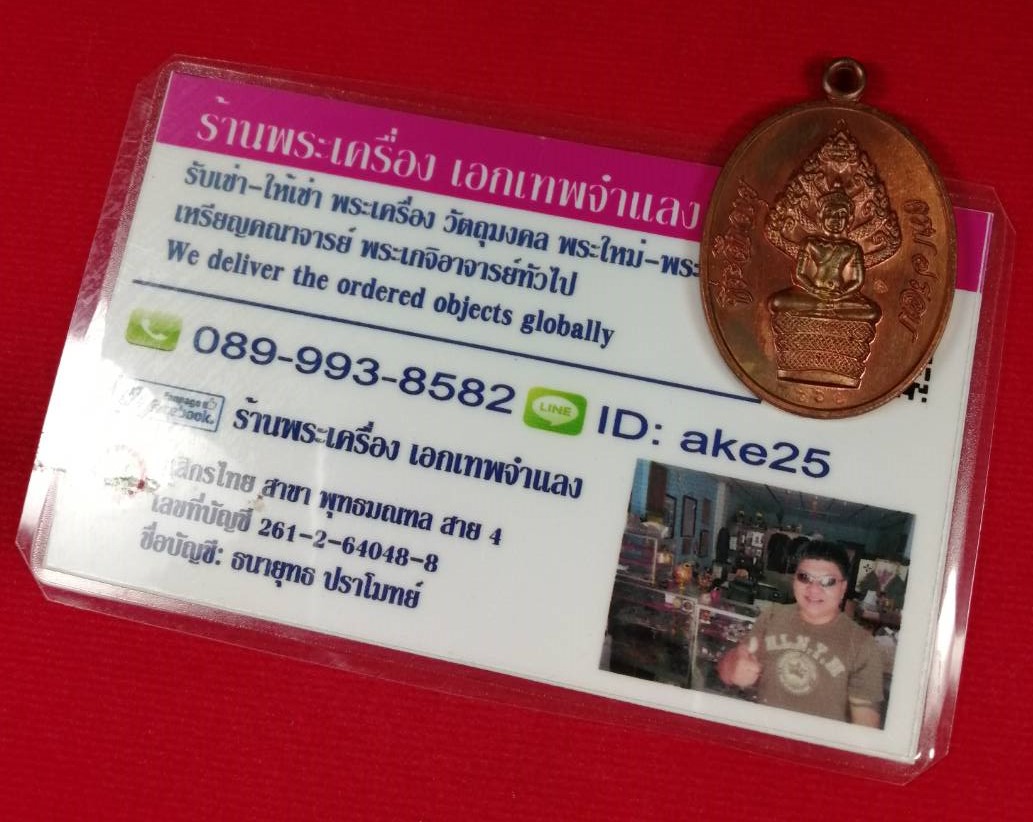 ร้านพระเครื่อง เอกเทพจำแลง
รับเช่า-ให้เช่า พระเครื่อง วัตถุมงคล พระใหม่-พระ
เหรียญคณาจารย์ พระเกจิอาจารย์ทั่วไป
We deliver the ordered objects globally
089-993-8582 LINE ID: ake25
facebook. ร้านพระเครื่อง เอกเทพจำแลง
สิกรไทย สาขา พุทธมณฑล สาย 4
เลขที่บัญชี 261-2-64048-8
ชื่อบัญชี: ธนายุทธ ปราโมทย์